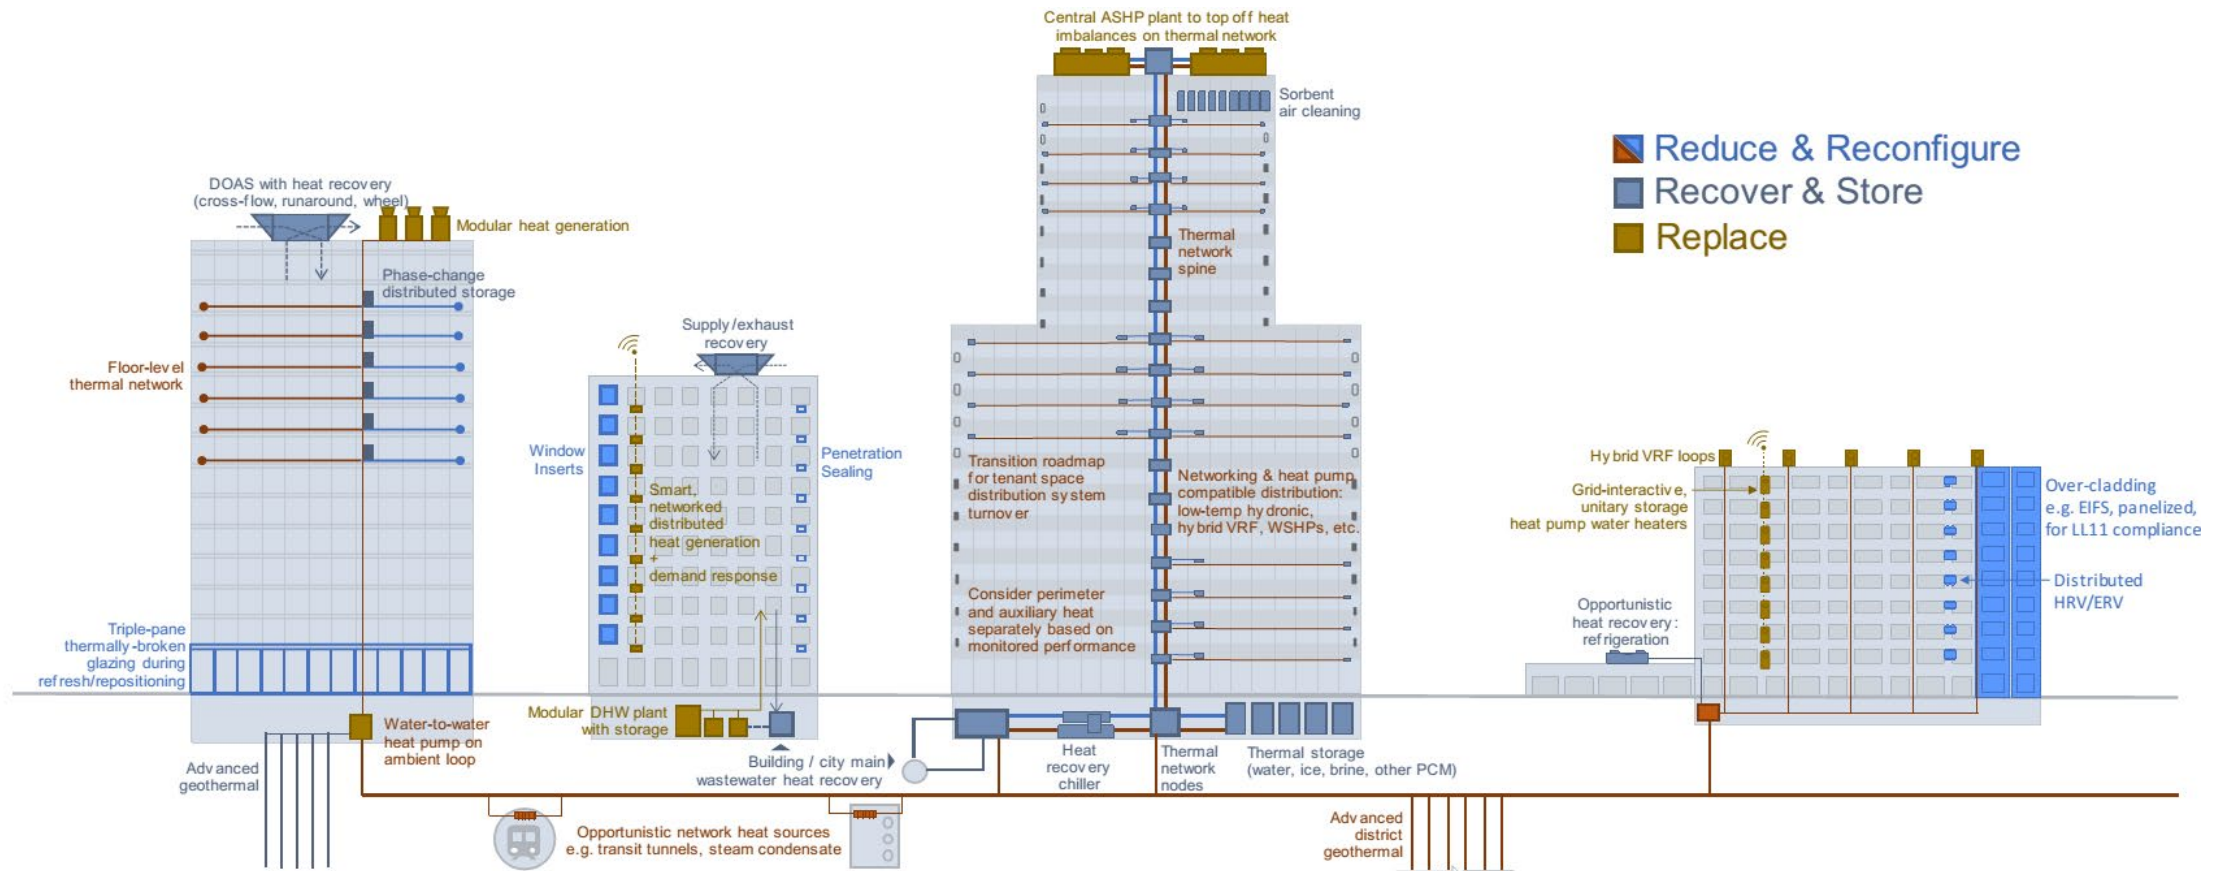 Central ASHP plant to top off heat
imbalances on thermal network
Sorbent
air cleaning
Reduce & Reconfigure
Recover & Store
Replace
DOAS with heat recovery
(cross-flow, runaround, wheel)
Modular heat generation
Phase-change
distributed storage
Floor-level
thermal network
Triple-pane
thermally-broken
glazing during
refresh/repositioning
Water-to-water
heat pump on
ambient loop
Advanced
geothermal
Supply/exhaust
recovery
Window
Inserts
Penetration
Sealing
Smart,
networked
distributed
heat generation
+
demand response
Modular DHW plant
with storage
Building / city main
wastewater heat recovery
Thermal
network
spine
Transition roadmap
for tenant space
distribution system
turnover
Networking & heat pump
compatible distribution:
low-temp hydronic,
hybrid VRF, WSHPs, etc.
Consider perimeter
and auxiliary heat
separately based on
monitored performance
Heat
recovery
chiller
Thermal
network
nodes
Thermal storage
(water, ice, brine, other PCM)
Opportunistic network heat sources
e.g. transit tunnels, steam condensate
Advanced
district
geothermal
Hybrid VRF loops
Grid-interactive,
unitary storage
heat pump water heaters
Opportunistic
heat recovery:
refrigeration
Over-cladding
e.g. EIFS, panelized,
for LL11 compliance
Distributed
HRV/ERV